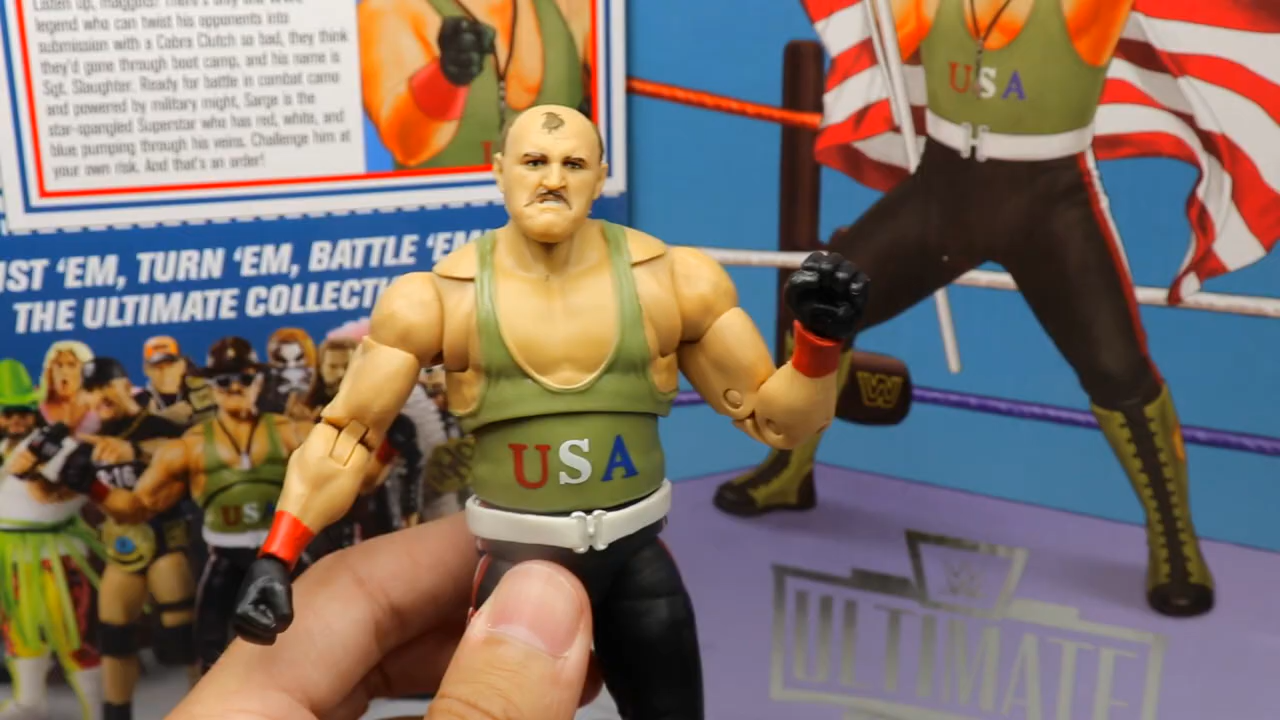 Listen up, maggots! There's only one WWE
legend who can twist his opponents into
submission with a Cobra Clutch so bad, they think
they'd gone through boot camp, and his name is
Sgt. Slaughter. Ready for battle in combat camo
and powered by military might, Sarge is the
star-spangled Superstar who has red, white, and
blue pumping through his veins. Challenge him at
your own risk. And that's an order!
'EM, TURN 'EM, BATTLE 'EM
THE ULTIMATE
USA
USA
USA
W
ULTIMATE